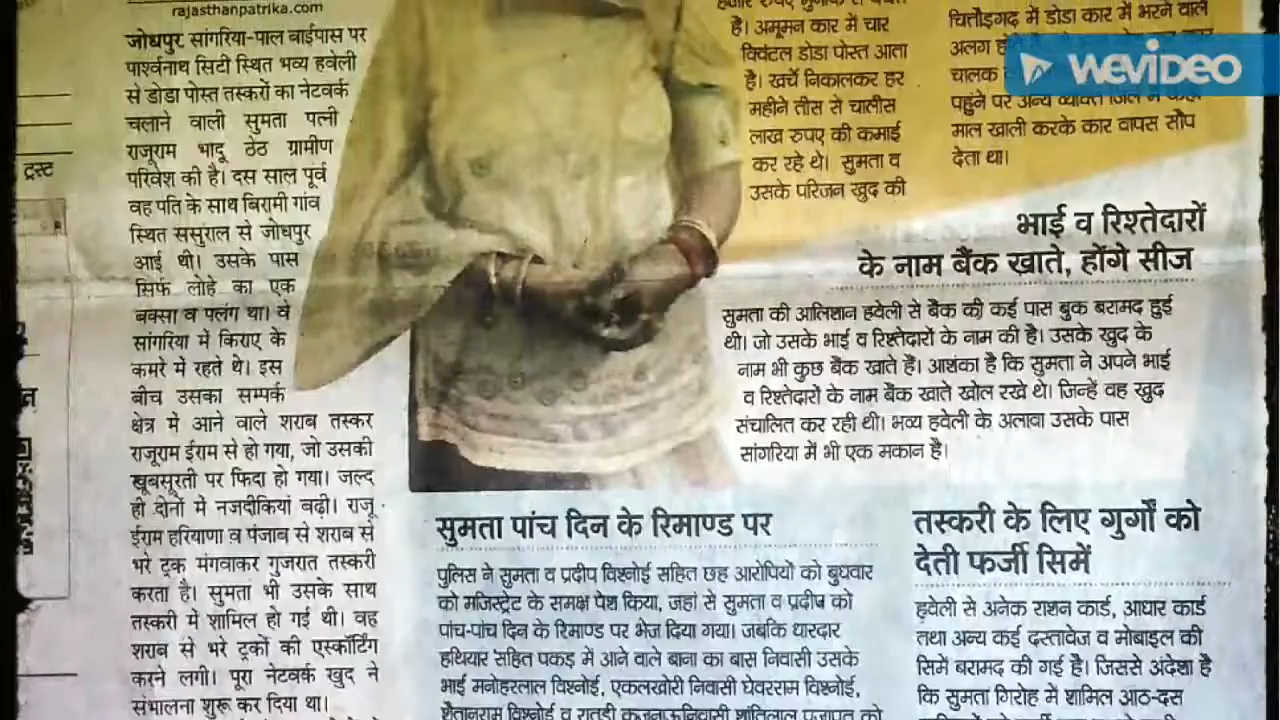 rajasthanpatrika.com
जोधपुर सांगरिया-पाल बाईपास पर
पार्श्वनाथ सिटी स्थित भव्य हवेली
से डोडा पोस्त तस्करों का नेटवर्क
चलाने वाली सुमता पत्नी
राजूराम भादू ठेठ ग्रामीण
परिवेश की है। दस साल पूर्व
वह पति के साथ बिरामी गांव
स्थित ससुराल से जोधपुर
आई थी। उसके पास
सिर्फ लोहे का एक
बक्सा व पलंग था। वे
सांगरिया में किराए के
कमरे में रहते थे। इस
बीच उसका सम्पर्क
क्षेत्र में आने वाले शराब तस्कर
राजूराम ईराम से हो गया, जो उसकी
खूबसूरती पर फिदा हो गया। जल्द
ही दोनों में नजदीकियां बढ़ी। राजू
ईराम हरियाणा व पंजाब से शराब से
भरे ट्रक मंगवाकर गुजरात तस्करी
करता है। सुमता भी उसके साथ
तस्करी में शामिल हो गई थी। वह
शराब से भरे ट्रकों की एस्कॉर्टिंग
करने लगी। पूरा नेटवर्क खुद ने
संभालना शुरू कर दिया था।
है। अमूमन कार में चार
क्विंटल डोडा पोस्त आता
है। खर्चे निकालकर हर
महीने तीस से चालीस
लाख रुपए की कमाई
कर रहे थे। सुमता व
उसके परिजन खुद की
चित्तौड़गढ़ में डोडा कार में भरने वाले
अलग
चालक
पहुंने पर अन्य व्यक्ति
माल खाली करके कार वापस सौंप
देता था।
WeVideo
भाई व रिश्तेदारों
के नाम बैंक खाते, होंगे सीज
सुमता की आलिशान हवेली से बैंक की कई पास बुक बरामद हुई
थी। जो उसके भाई व रिश्तेदारों के नाम की है। उसके खुद के
नाम भी कुछ बैंक खाते हैं। आशंका है कि सुमता ने अपने भाई
व रिश्तेदारों के नाम बैंक खाते खोल रखे थे। जिन्हें वह खुद
संचालित कर रही थी। भव्य हवेली के अलावा उसके पास
सांगरिया में भी एक मकान है।
सुमता पांच दिन के रिमाण्ड पर
पुलिस ने सुमता व प्रदीप विश्नोई सहित छह आरोपियों को बुधवार
को मजिस्ट्रेट के समक्ष पेश किया, जहां से सुमता व प्रदीप को
पांच-पांच दिन के रिमाण्ड पर भेज दिया गया। जबकि धारदार
हथियार सहित पकड़ में आने वाले बाना का बास निवासी उसके
भाई मनोहरलाल विश्नोई, एकलखोरी निवासी घेवरराम विश्नोई,
तस्करी के लिए गुर्गों को
देती फर्जी सिमें
हवेली से अनेक राशन कार्ड, आधार कार्ड
तथा अन्य कई दस्तावेज व मोबाइल की
सिमें बरामद की गई है। जिससे अंदेशा है
कि सुमता गिरोह में शामिल आठ-दस
ट्रस्ट